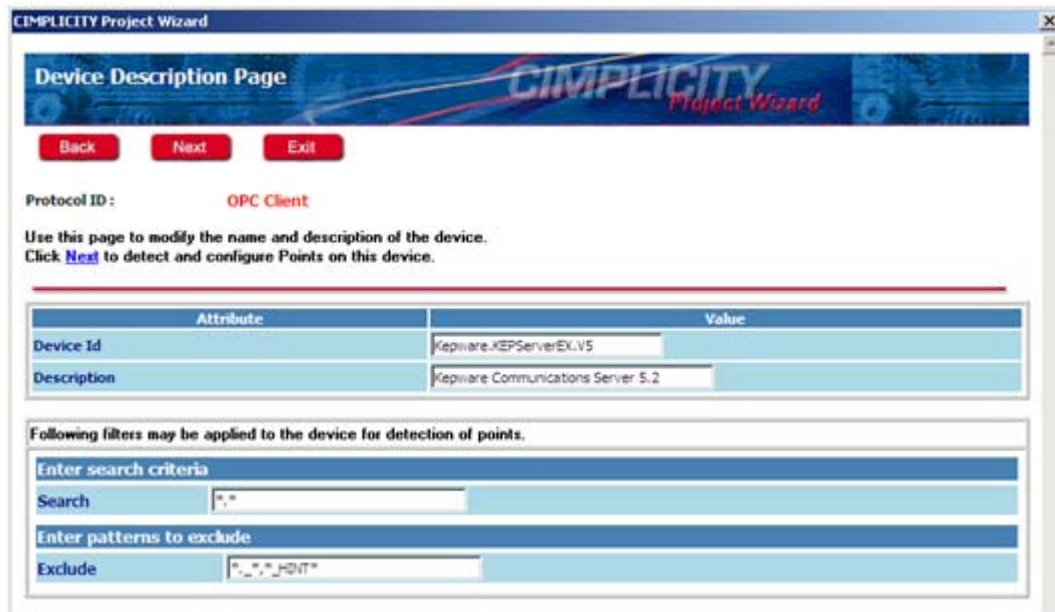 CIMPLICITY Project Wizard
Device Description Page
CIMPLICITY
Project Wizard
Back Next Exit
Protocol ID : OPC Client
Use this page to modify the name and description of the device.
Click Next to detect and configure Points on this device.
Attribute Value
Device Id Kepware.KEPServerEX.V5
Description Kepware Communications Server 5.2
Following filters may be applied to the device for detection of points.
Enter search criteria
Search *.*
Enter patterns to exclude
Exclude *._*,*_HINT*